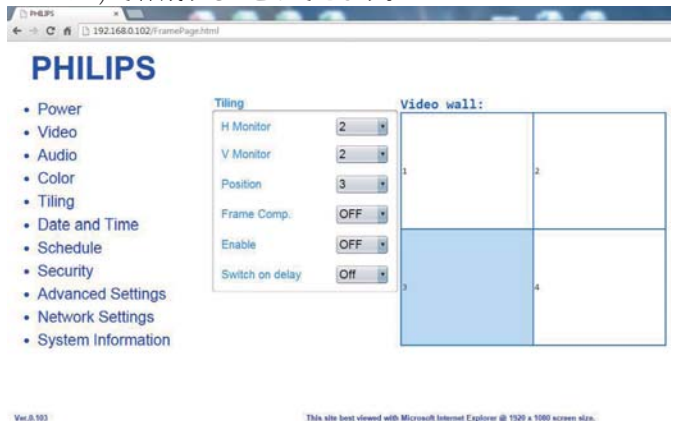 PHILIPS
192.168.0.102/FramePage.html
PHILIPS
• Power
• Video
• Audio
• Color
• Tiling
• Date and Time
• Schedule
• Security
• Advanced Settings
• Network Settings
• System Information
Tiling
H Monitor 2
V Monitor 2
Position 3
Frame Comp. OFF
Enable OFF
Switch on delay Off
Video wall:
1 2
3 4
Ver.0.103
This site best viewed with Microsoft Internet Explorer @ 1920 x 1080 screen size.